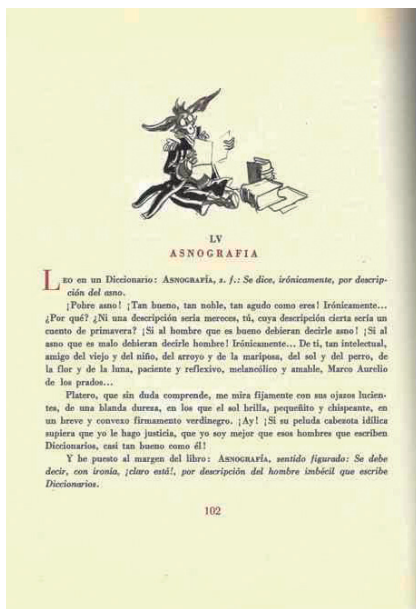 LV
ASNOGRAFIA
LEO en un Diccionario: ASNOGRAFÍA, s. f.: Se dice, irónicamente, por descrip-
ción del asno.
¡Pobre asno! ¡Tan bueno, tan noble, tan agudo como eres! Irónicamente...
¿Por qué? ¿Ni una descripción seria mereces, tú, cuya descripción cierta sería un
cuento de primavera? ¡Si al hombre que es bueno debieran decirle asno! ¡Si al
asno que es malo debieran decirle hombre! Irónicamente... De ti, tan intelectual,
amigo del viejo y del niño, del arroyo y de la mariposa, del sol y del perro, de
la flor y de la luna, paciente y reflexivo, melancólico y amable, Marco Aurelio
de los prados...
Platero, que sin duda comprende, me mira fijamente con sus ojazos lucien-
tes, de una blanda dureza, en los que el sol brilla, pequeñito y chispeante, en
un breve y convexo firmamento verdinegro. ¡Ay! ¡Si su peluda cabezota idílica
supiera que yo le hago justicia, que yo soy mejor que esos hombres que escriben
Diccionarios, casi tan bueno como él!
Y he puesto al margen del libro: ASNOGRAFÍA, sentido figurado: Se debe
decir, con ironía, ¡claro está!, por descripción del hombre imbécil que escribe
Diccionarios.
102